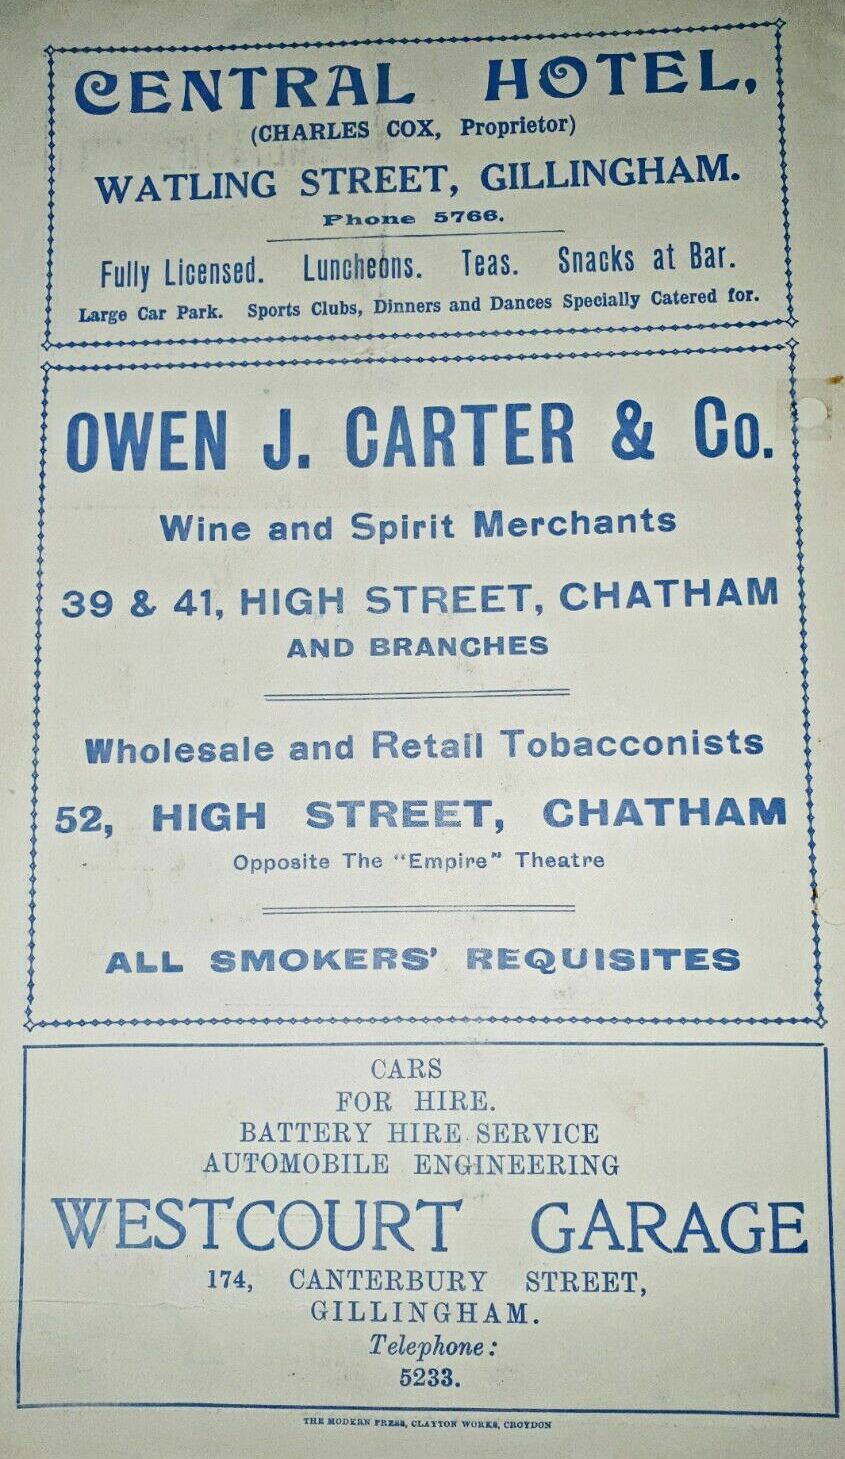 CENTRAL HOTEL,
(CHARLES COX, Proprietor)
WATLING STREET, GILLINGHAM.
Phone 5766.
Fully Licensed. Luncheons. Teas. Snacks at Bar.
Large Car Park. Sports Clubs, Dinners and Dances Specially Catered for.
OWEN J. CARTER & Co.
Wine and Spirit Merchants
39 & 41, HIGH STREET, CHATHAM
AND BRANCHES
Wholesale and Retail Tobacconists
52, HIGH STREET, CHATHAM
Opposite The "Empire" Theatre
ALL SMOKERS' REQUISITES
CARS
FOR HIRE.
BATTERY HIRE SERVICE
AUTOMOBILE ENGINEERING
WESTCOURT GARAGE
174, CANTERBURY STREET,
GILLINGHAM.
Telephone:
5233.
THE MODERN PRESS, CLAYTON WORKS, CROYDON